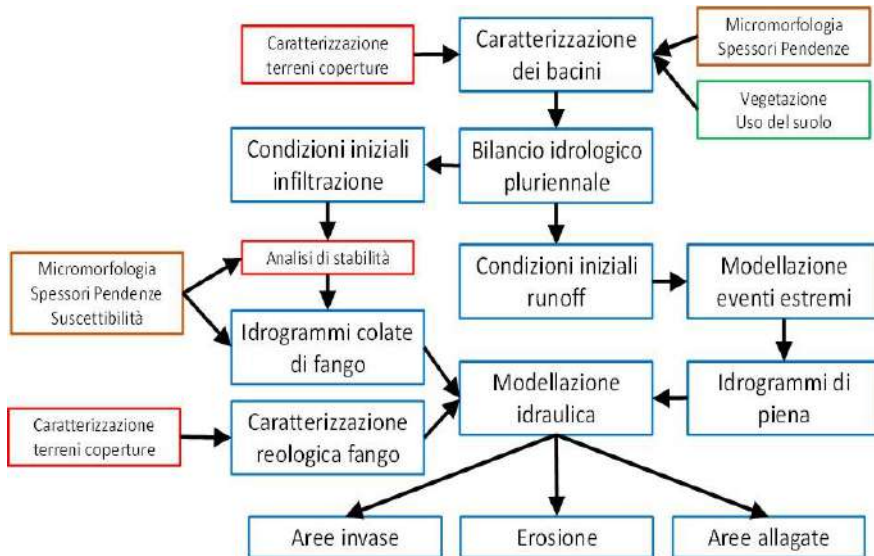 Caratterizzazione
terreni coperture
Caratterizzazione
dei bacini
Micromorfologia
Spessori Pendenze
Vegetazione
Uso del suolo
Condizioni iniziali
infiltrazione
Bilancio idrologico
pluriennale
Micromorfologia
Spessori Pendenze
Suscettibilità
Analisi di stabilità
Condizioni iniziali
runoff
Modellazione
eventi estremi
Idrogrammi colate
di fango
Modellazione
idraulica
Idrogrammi di
piena
Caratterizzazione
terreni coperture
Caratterizzazione
reologica fango
Aree invase
Erosione
Aree allagate